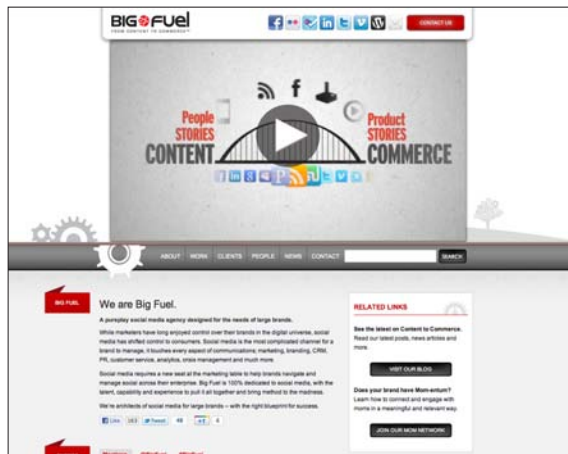 BIG FUEL
FROM CONTENT TO COMMERCE
CONTACT US
People
STORIES
CONTENT
Product
STORIES
COMMERCE
ABOUT WORK CLIENTS PEOPLE NEWS CONTACT SEARCH
BIG FUEL
We are Big Fuel.
A pureplay social media agency designed for the needs of large brands.
While marketers have long enjoyed control over their brands in the digital universe, social
media has shifted control to consumers. Social media is the most complicated channel for a
brand to manage, it touches every aspect of communications; marketing, branding, CRM,
PR, customer service, analytics, crisis management and much more.
Social media requires a new seat at the marketing table to help brands navigate and
manage social across their enterprise. Big Fuel is 100% dedicated to social media, with the
talent, capability and experience to pull it all together and bring method to the madness.
We're architects of social media for large brands – with the right blueprint for success.
Like Tweet
RELATED LINKS
See the latest on Content to Commerce.
Read our latest posts, news articles and
more.
VISIT OUR BLOG
Does your brand have Mom-entum?
Learn how to connect and engage with
moms in a meaningful and relevant way.
JOIN OUR MOM NETWORK